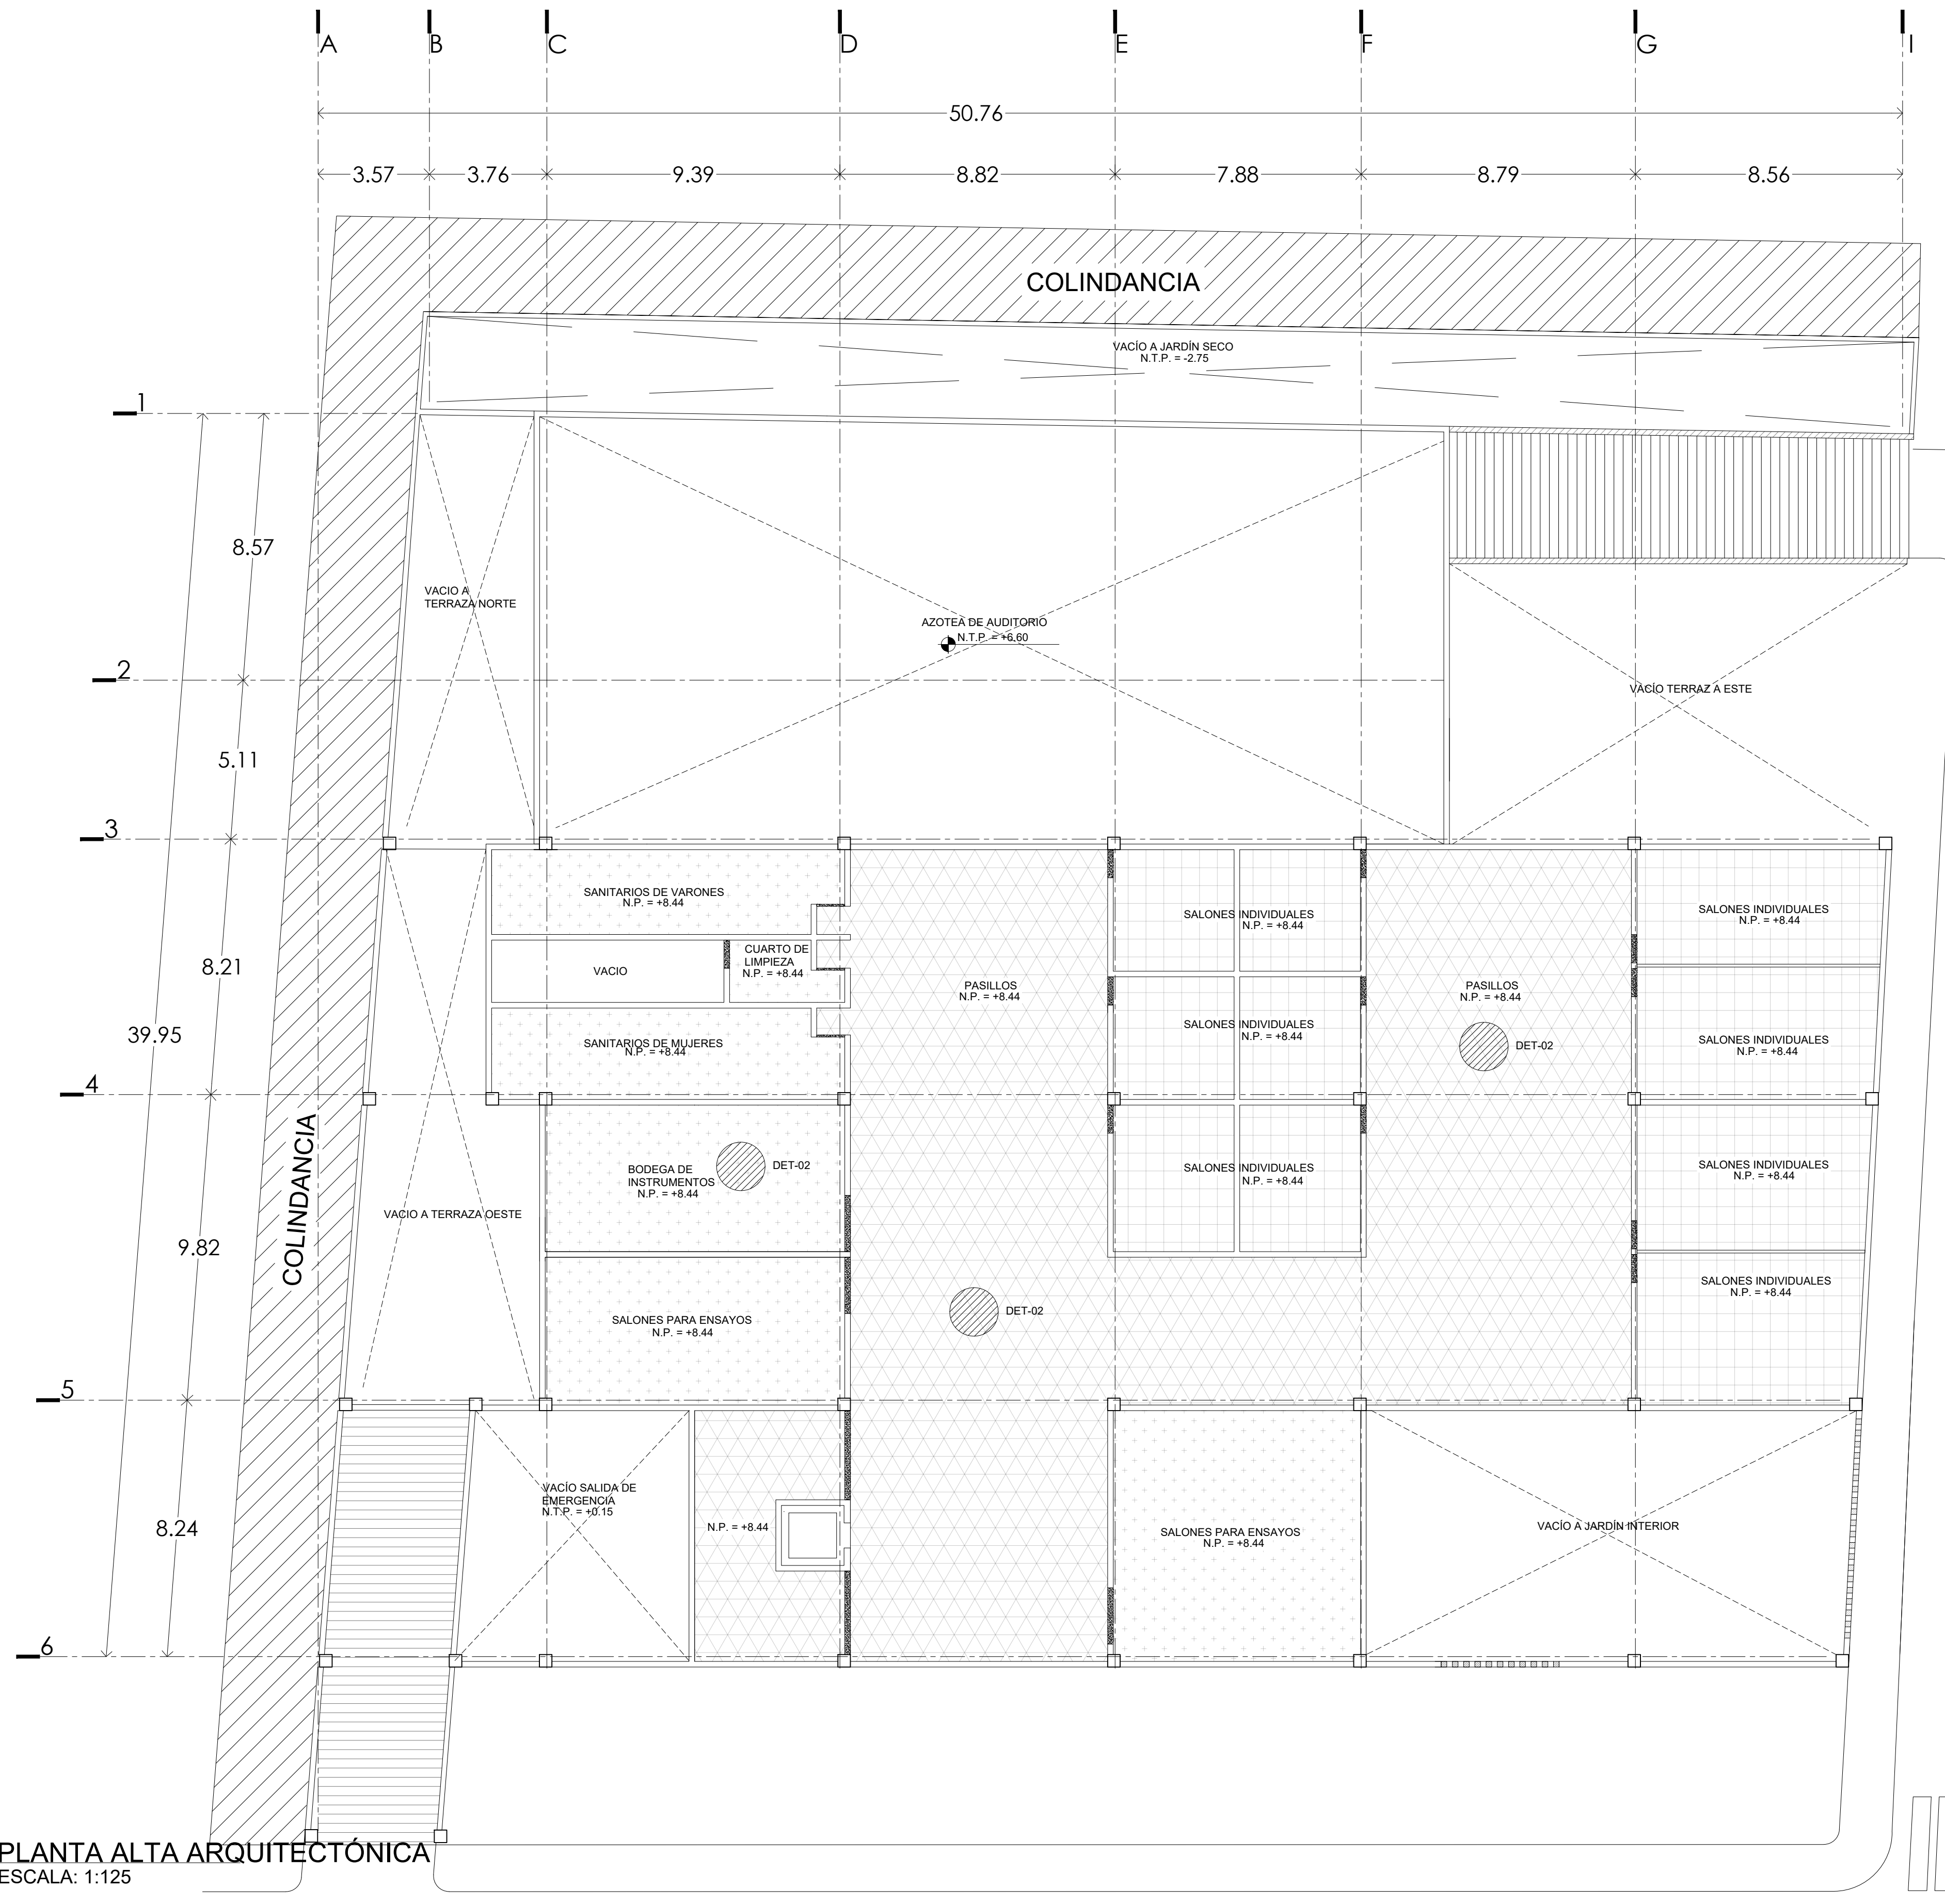 A
B
C
D
E
F
G
I
50.76
3.57
3.76
9.39
8.82
7.88
8.79
8.56
COLINDANCIA
VACÍO A JARDÍN SECO
N.T.P. = -2.75
1
8.57
VACIO A
TERRAZA NORTE
AZOTEA DE AUDITORIO
N.T.P. = +6.60
2
VACÍO TERRAZ A ESTE
5.11
3
SANITARIOS DE VARONES
N.P. = +8.44
SALONES INDIVIDUALES
N.P. = +8.44
SALONES INDIVIDUALES
N.P. = +8.44
8.21
VACIO
CUARTO DE
LIMPIEZA
N.P. = +8.44
PASILLOS
N.P. = +8.44
PASILLOS
N.P. = +8.44
39.95
SANITARIOS DE MUJERES
N.P. = +8.44
SALONES INDIVIDUALES
N.P. = +8.44
DET-02
SALONES INDIVIDUALES
N.P. = +8.44
4
COLINDANCIA
BODEGA DE
INSTRUMENTOS
N.P. = +8.44
DET-02
SALONES INDIVIDUALES
N.P. = +8.44
SALONES INDIVIDUALES
N.P. = +8.44
VACIO A TERRAZA OESTE
9.82
SALONES PARA ENSAYOS
N.P. = +8.44
DET-02
SALONES INDIVIDUALES
N.P. = +8.44
5
VACÍO SALIDA DE
EMERGENCIA
N.T.P. = +0.15
8.24
N.P. = +8.44
SALONES PARA ENSAYOS
N.P. = +8.44
VACÍO A JARDÍN INTERIOR
6
PLANTA ALTA ARQUITECTÓNICA
ESCALA: 1:125